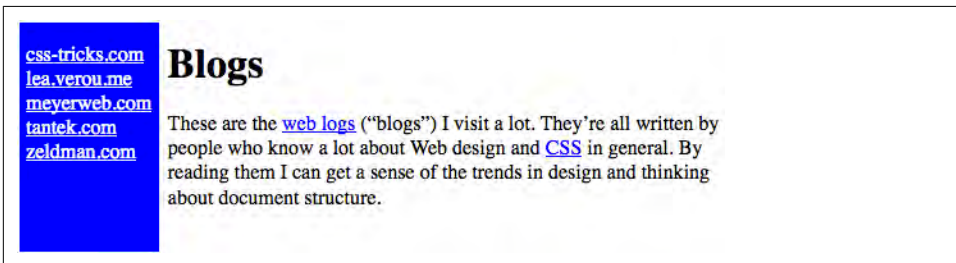 css-tricks.com
lea.verou.me
meyerweb.com
tantek.com
zeldman.com
Blogs
These are the web logs (“blogs”) I visit a lot. They’re all written by
people who know a lot about Web design and CSS in general. By
reading them I can get a sense of the trends in design and thinking
about document structure.